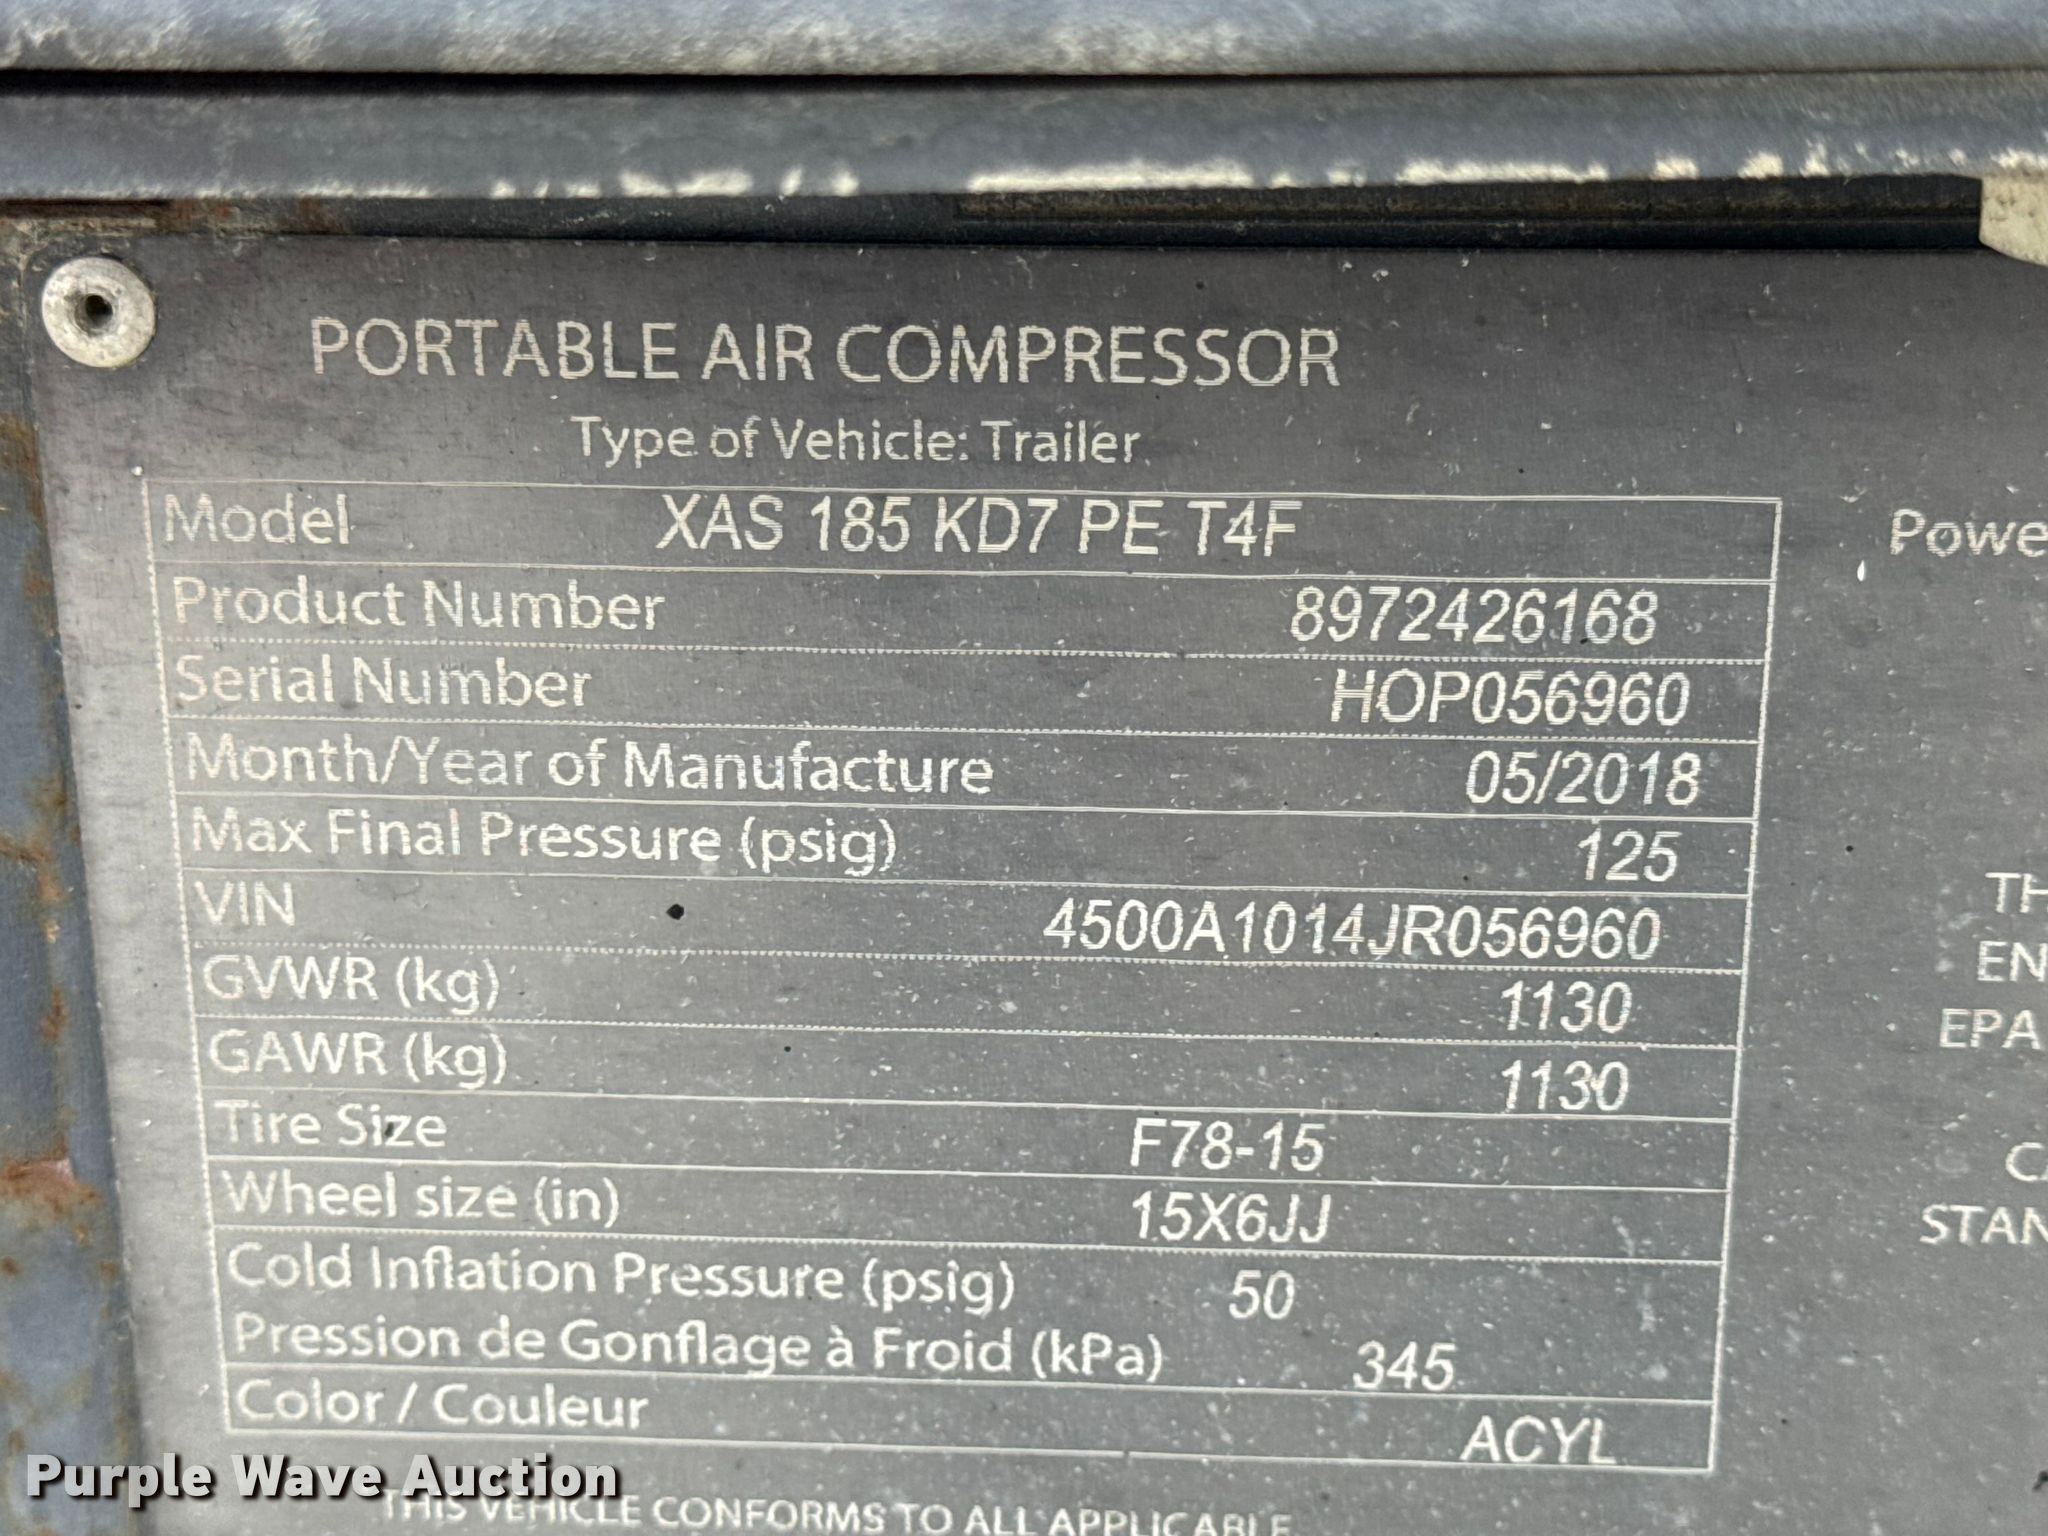 PORTABLE AIR COMPRESSOR
Type of Vehicle: Trailer
Model XAS 185 KD7 PE T4F
Product Number 8972426168
Serial Number HOP056960
Month/Year of Manufacture 05/2018
Max Final Pressure (psig) 125
VIN 4500A1014JR056960
GVWR (kg) 1130
GAWR (kg) 1130
Tire Size F78-15
Wheel size (in) 15X6JJ
Cold Inflation Pressure (psig) 50
Pression de Gonflage à Froid (kPa) 345
Color / Couleur ACYL
THIS VEHICLE CONFORMS TO ALL APPLICABLE
Powe
TH
EN
EPA
CA
STAN
Purple Wave Auction